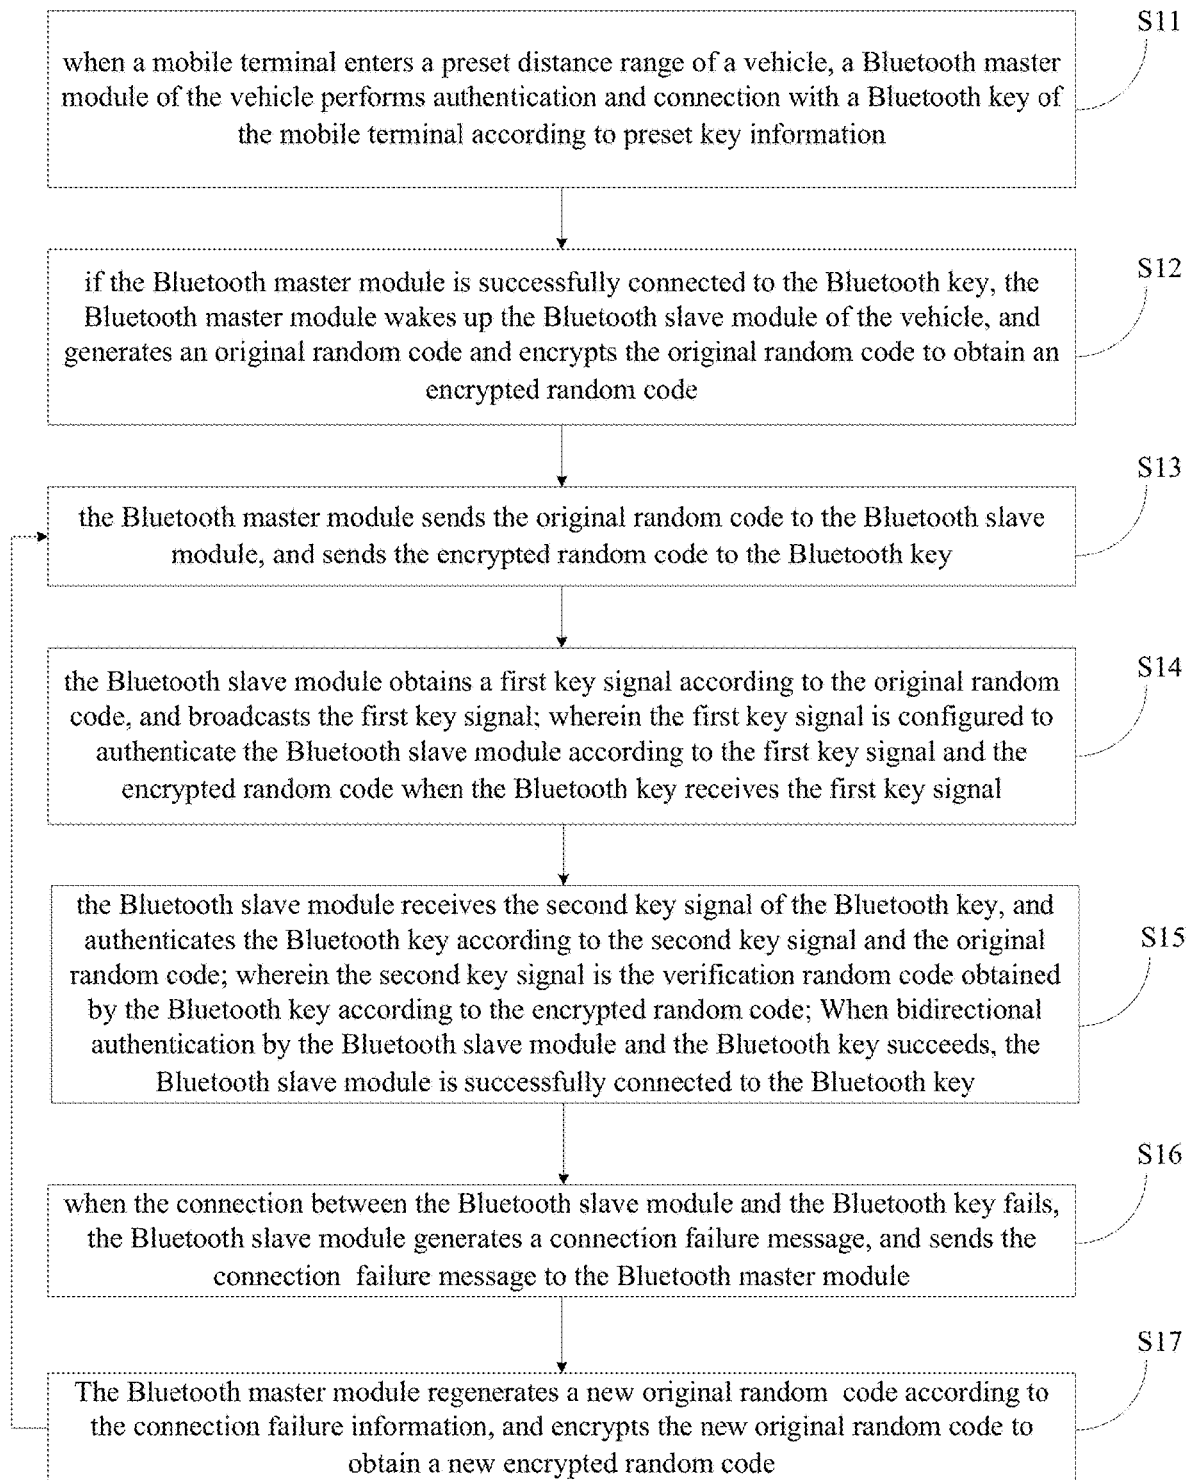 S11
when a mobile terminal enters a preset distance range of a vehicle, a Bluetooth master
module of the vehicle performs authentication and connection with a Bluetooth key of
the mobile terminal according to preset key information
S12
if the Bluetooth master module is successfully connected to the Bluetooth key, the
Bluetooth master module wakes up the Bluetooth slave module of the vehicle, and
generates an original random code and encrypts the original random code to obtain an
encrypted random code
S13
the Bluetooth master module sends the original random code to the Bluetooth slave
module, and sends the encrypted random code to the Bluetooth key
S14
the Bluetooth slave module obtains a first key signal according to the original random
code, and broadcasts the first key signal; wherein the first key signal is configured to
authenticate the Bluetooth slave module according to the first key signal and the
encrypted random code when the Bluetooth key receives the first key signal
S15
the Bluetooth slave module receives the second key signal of the Bluetooth key, and
authenticates the Bluetooth key according to the second key signal and the original
random code; wherein the second key signal is the verification random code obtained
by the Bluetooth key according to the encrypted random code; When bidirectional
authentication by the Bluetooth slave module and the Bluetooth key succeeds, the
Bluetooth slave module is successfully connected to the Bluetooth key
S16
when the connection between the Bluetooth slave module and the Bluetooth key fails,
the Bluetooth slave module generates a connection failure message, and sends the
connection failure message to the Bluetooth master module
S17
The Bluetooth master module regenerates a new original random code according to
the connection failure information, and encrypts the new original random code to
obtain a new encrypted random code